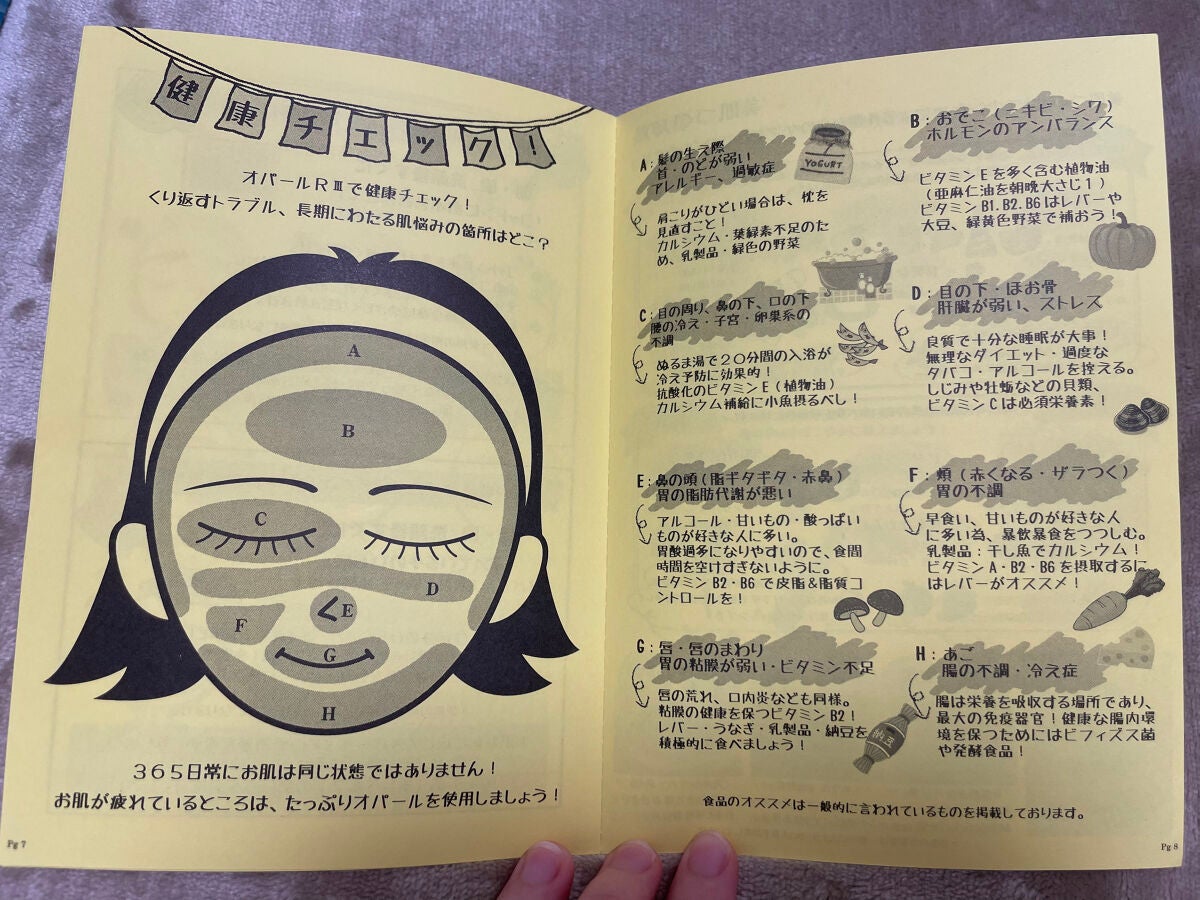 健康チェック!
オパールRⅢで健康チェック!
くり返すトラブル、長期にわたる肌悩みの箇所はどこ?
A
B
C
D
E
F
G
H
365日常にお肌は同じ状態ではありません!
お肌が疲れているところは、たっぷりオパールを使用しましょう!
Pg 7
A:髪の生え際
首・のどが弱い
アレルギー、過敏症
YOGURT
肩こりがひどい場合は、枕を
見直すこと!
カルシウム・葉緑素不足のた
め、乳製品・緑色の野菜
B:おでこ(ニキビ・シワ)
ホルモンのアンバランス
ビタミンEを多く含む植物油
(亜麻仁油を朝晩大さじ1)
ビタミンB1.B2.B6はレバーや
大豆、緑黄色野菜で補おう!
C:目の周り、鼻の下、口の下
腰の冷え・子宮・卵巣系の
不調
ぬるま湯で20分間の入浴が
冷え予防に効果的!
抗酸化のビタミンE(植物油)
カルシウム補給に小魚摂るべし!
D:目の下・ほお骨
肝臓が弱い、ストレス
良質で十分な睡眠が大事!
無理なダイエット・過度な
タバコ・アルコールを控える。
しじみや牡蛎などの貝類、
ビタミンCは必須栄養素!
E:鼻の頭(脂ギタギタ・赤鼻)
胃の脂肪代謝が悪い
アルコール・甘いもの・酸っぱい
ものが好きな人に多い。
胃酸過多になりやすいので、食間
時間を空けすぎないように。
ビタミンB2・B6で皮脂&脂質コ
ントロールを!
F:頬(赤くなる・ザラつく)
胃の不調
早食い、甘いものが好きな人
に多い為、暴飲暴食をつつしむ。
乳製品:干し魚でカルシウム!
ビタミンA・B2・B6を摂取するに
はレバーがオススメ!
G:唇・唇のまわり
胃の粘膜が弱い・ビタミン不足
唇の荒れ、口内炎なども同様。
粘膜の健康を保つビタミンB2!
レバー・うなぎ・乳製品・納豆を
積極的に食べましょう!
納豆
H:あご
腸の不調・冷え症
腸は栄養を吸収する場所であり、
最大の免疫器官!健康な腸内環
境を保つためにはビフィズス菌
や発酵食品!
食品のオススメは一般的に言われているものを掲載しております。
Pg 8